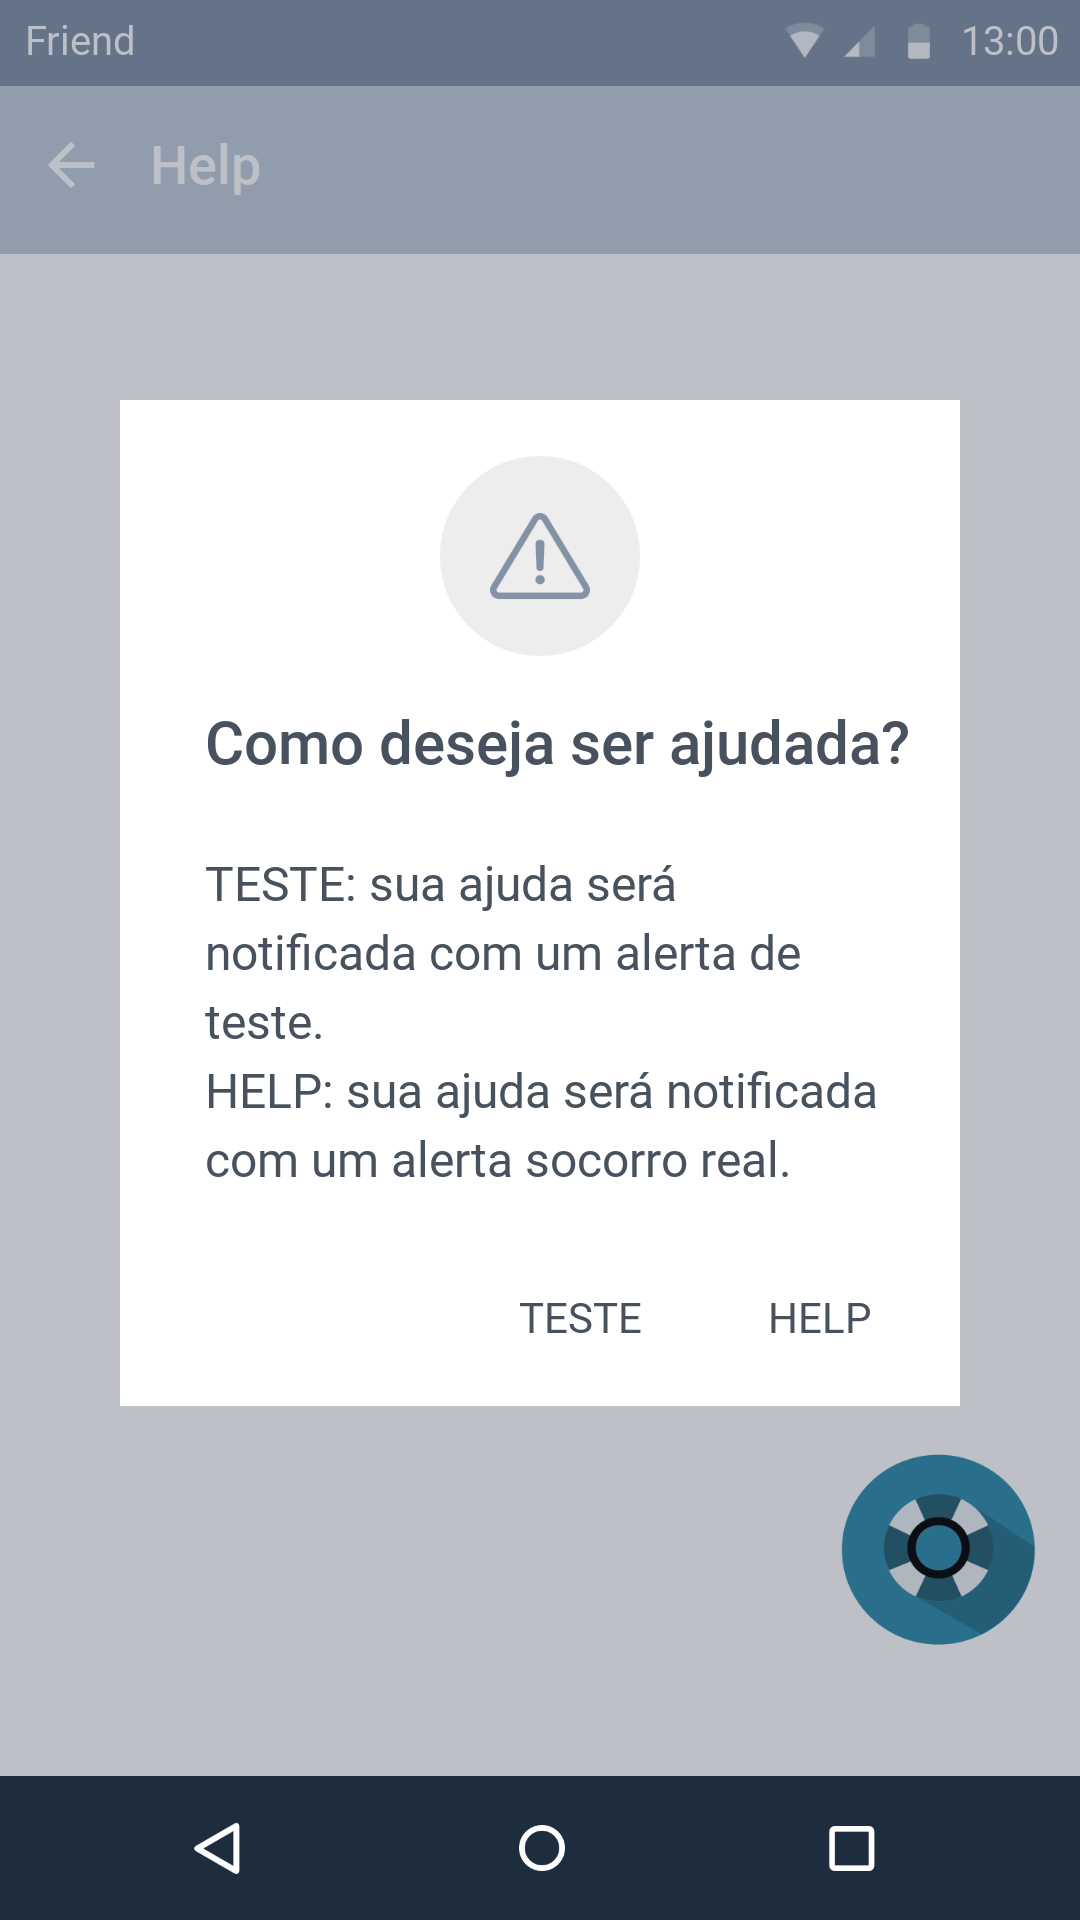 Friend 13:00
Help
Como deseja ser ajudada?
TESTE: sua ajuda será
notificada com um alerta de
teste.
HELP: sua ajuda será notificada
com um alerta socorro real.
TESTE HELP